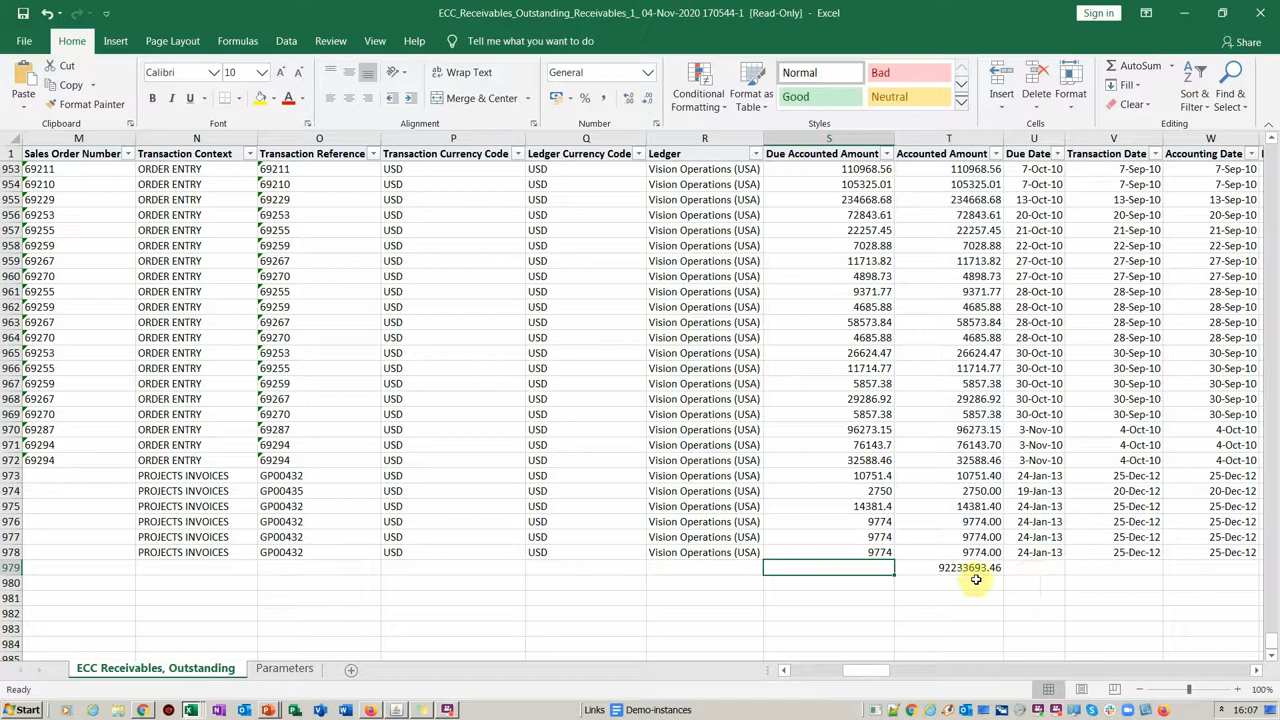 ECC_Receivables_Outstanding_Receivables_1_ 04-Nov-2020 170544-1 [Read-Only] - Excel
Sign in
File Home Insert Page Layout Formulas Data Review View Help Tell me what you want to do
Share
Paste
Cut
Copy
Format Painter
Calibri 10
B I U
Wrap Text
Merge & Center
General
Conditional Formatting
Format as Table
Normal Bad
Good Neutral
Insert Delete Format
AutoSum
Fill
Clear
Sort & Filter
Find & Select
Clipboard Font Alignment Number Styles Cells Editing
M N O P Q R S T U V W
1 Sales Order Number Transaction Context Transaction Reference Transaction Currency Code Ledger Currency Code Ledger Due Accounted Amount Accounted Amount Due Date Transaction Date Accounting Date
953 69211 ORDER ENTRY 69211 USD USD Vision Operations (USA) 110968.56 110968.56 7-Oct-10 7-Sep-10 7-Sep-10
954 69210 ORDER ENTRY 69210 USD USD Vision Operations (USA) 105325.01 105325.01 7-Oct-10 7-Sep-10 7-Sep-10
955 69229 ORDER ENTRY 69229 USD USD Vision Operations (USA) 234668.68 234668.68 13-Oct-10 13-Sep-10 13-Sep-10
956 69253 ORDER ENTRY 69253 USD USD Vision Operations (USA) 72843.61 72843.61 20-Oct-10 20-Sep-10 20-Sep-10
957 69255 ORDER ENTRY 69255 USD USD Vision Operations (USA) 22257.45 22257.45 21-Oct-10 21-Sep-10 21-Sep-10
958 69259 ORDER ENTRY 69259 USD USD Vision Operations (USA) 7028.88 7028.88 22-Oct-10 22-Sep-10 22-Sep-10
959 69267 ORDER ENTRY 69267 USD USD Vision Operations (USA) 11713.82 11713.82 27-Oct-10 27-Sep-10 27-Sep-10
960 69270 ORDER ENTRY 69270 USD USD Vision Operations (USA) 4898.73 4898.73 27-Oct-10 27-Sep-10 27-Sep-10
961 69255 ORDER ENTRY 69255 USD USD Vision Operations (USA) 9371.77 9371.77 28-Oct-10 28-Sep-10 28-Sep-10
962 69259 ORDER ENTRY 69259 USD USD Vision Operations (USA) 4685.88 4685.88 28-Oct-10 28-Sep-10 28-Sep-10
963 69267 ORDER ENTRY 69267 USD USD Vision Operations (USA) 58573.84 58573.84 28-Oct-10 28-Sep-10 28-Sep-10
964 69270 ORDER ENTRY 69270 USD USD Vision Operations (USA) 4685.88 4685.88 28-Oct-10 28-Sep-10 28-Sep-10
965 69253 ORDER ENTRY 69253 USD USD Vision Operations (USA) 26624.47 26624.47 30-Oct-10 30-Sep-10 30-Sep-10
966 69255 ORDER ENTRY 69255 USD USD Vision Operations (USA) 11714.77 11714.77 30-Oct-10 30-Sep-10 30-Sep-10
967 69259 ORDER ENTRY 69259 USD USD Vision Operations (USA) 5857.38 5857.38 30-Oct-10 30-Sep-10 30-Sep-10
968 69267 ORDER ENTRY 69267 USD USD Vision Operations (USA) 29286.92 29286.92 30-Oct-10 30-Sep-10 30-Sep-10
969 69270 ORDER ENTRY 69270 USD USD Vision Operations (USA) 5857.38 5857.38 30-Oct-10 30-Sep-10 30-Sep-10
970 69287 ORDER ENTRY 69287 USD USD Vision Operations (USA) 96273.15 96273.15 3-Nov-10 4-Oct-10 4-Oct-10
971 69294 ORDER ENTRY 69294 USD USD Vision Operations (USA) 76143.7 76143.70 3-Nov-10 4-Oct-10 4-Oct-10
972 69294 ORDER ENTRY 69294 USD USD Vision Operations (USA) 32588.46 32588.46 3-Nov-10 4-Oct-10 4-Oct-10
973 PROJECTS INVOICES GP00432 USD USD Vision Operations (USA) 10751.4 10751.40 24-Jan-13 25-Dec-12 25-Dec-12
974 PROJECTS INVOICES GP00435 USD USD Vision Operations (USA) 2750 2750.00 19-Jan-13 20-Dec-12 20-Dec-12
975 PROJECTS INVOICES GP00432 USD USD Vision Operations (USA) 14381.4 14381.40 24-Jan-13 25-Dec-12 25-Dec-12
976 PROJECTS INVOICES GP00432 USD USD Vision Operations (USA) 9774 9774.00 24-Jan-13 25-Dec-12 25-Dec-12
977 PROJECTS INVOICES GP00432 USD USD Vision Operations (USA) 9774 9774.00 24-Jan-13 25-Dec-12 25-Dec-12
978 PROJECTS INVOICES GP00432 USD USD Vision Operations (USA) 9774 9774.00 24-Jan-13 25-Dec-12 25-Dec-12
979 92233693.46
980
981
982
983
984
985
ECC Receivables, Outstanding Parameters
Ready
100%
Start
Links Demo-instances
16:07